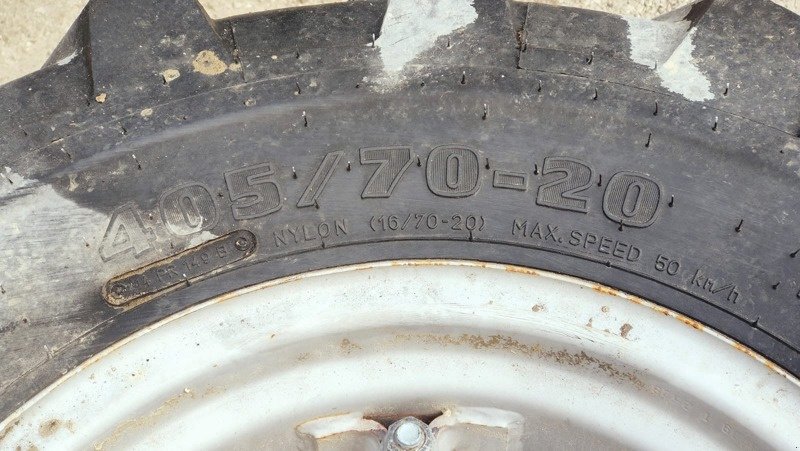 405/70-20
NYLON (16/70-20) MAX. SPEED 50 km/h